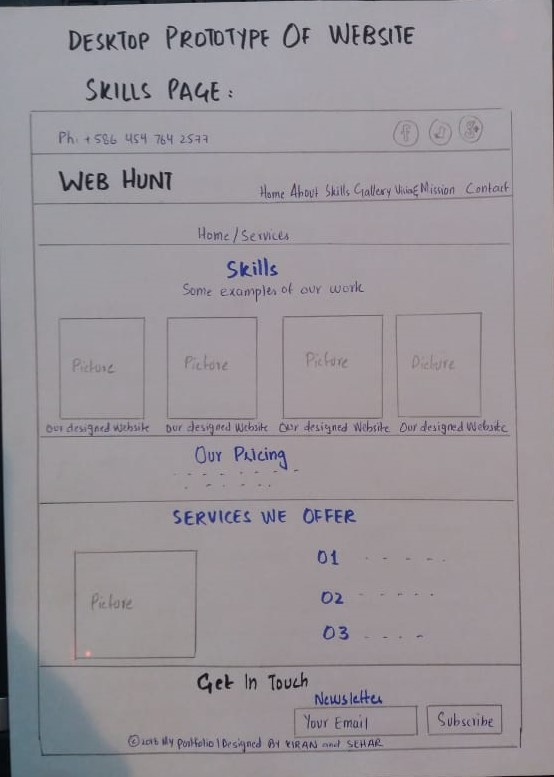 DESKTOP PROTOTYPE OF WEBSITE
SKILLS PAGE:
Ph: +586 454 764 2577
f
WEB HUNT
Home About Skills Gallery Vision&Mission Contact
Home/Services
Skills
Some examples of our work
Picture Picture Picture Picture
Our designed Website Our designed Website Our designed Website Our designed Website
Our Pricing
SERVICES WE OFFER
Picture
01
02
03
Get In Touch
Newsletter
Your Email Subscribe
© 2016 My Portfolio | Designed By KIRAN and SEHAR